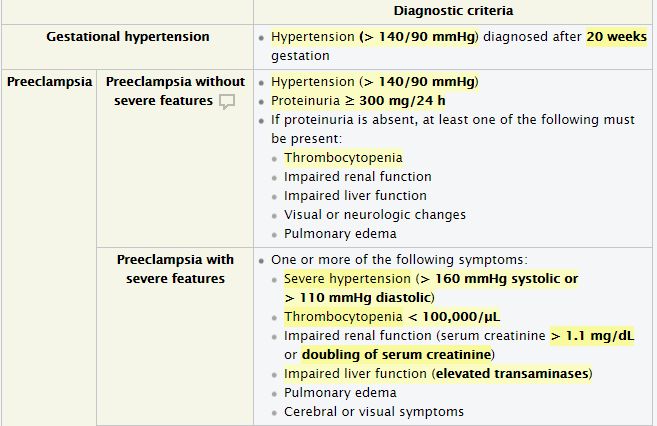 Diagnostic criteria
Gestational hypertension
Hypertension (> 140/90 mmHg) diagnosed after 20 weeks
gestation
Preeclampsia
Preeclampsia without
severe features
Hypertension (> 140/90 mmHg)
Proteinuria ≥ 300 mg/24 h
If proteinuria is absent, at least one of the following must
be present:
Thrombocytopenia
Impaired renal function
Impaired liver function
Visual or neurologic changes
Pulmonary edema
Preeclampsia with
severe features
One or more of the following symptoms:
Severe hypertension (> 160 mmHg systolic or
> 110 mmHg diastolic)
Thrombocytopenia < 100,000/μL
Impaired renal function (serum creatinine > 1.1 mg/dL
or doubling of serum creatinine)
Impaired liver function (elevated transaminases)
Pulmonary edema
Cerebral or visual symptoms